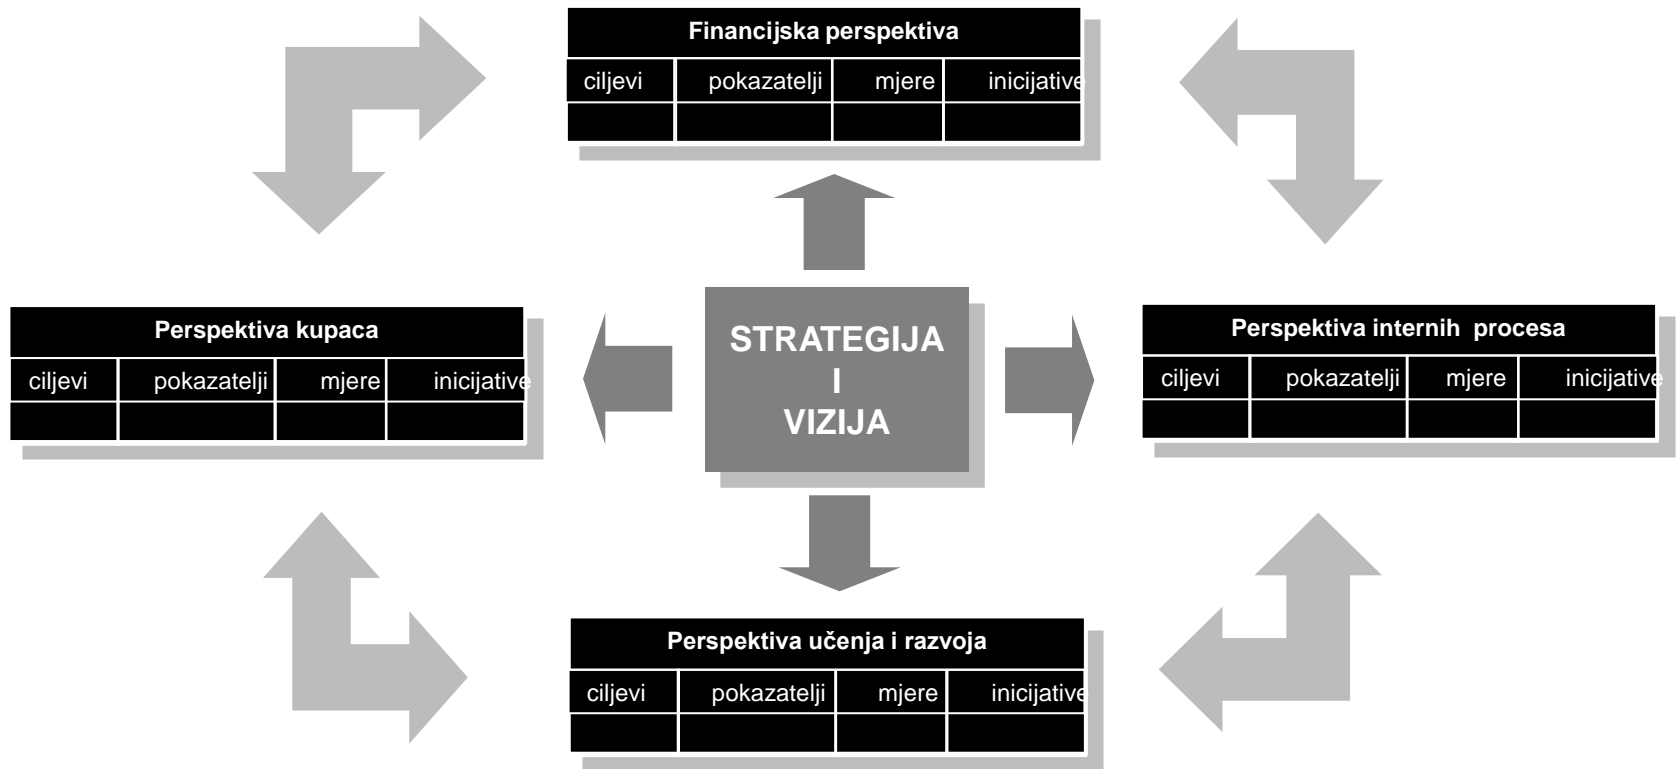 Financijska perspektiva
ciljevi pokazatelji mjere inicijative
Perspektiva kupaca
ciljevi pokazatelji mjere inicijative
STRATEGIJA
I
VIZIJA
Perspektiva internih procesa
ciljevi pokazatelji mjere inicijative
Perspektiva učenja i razvoja
ciljevi pokazatelji mjere inicijative